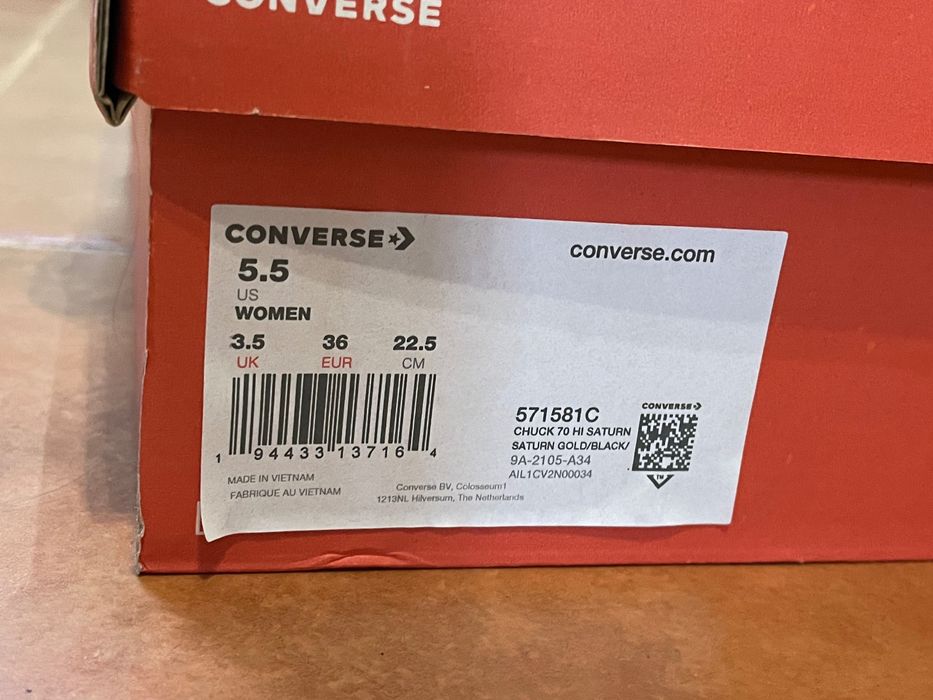 CONVERSE
CONVERSE
converse.com
5.5
US
WOMEN
3.5 36 22.5
UK EUR CM
1 94433 13716 4
MADE IN VIETNAM
FABRIQUE AU VIETNAM
Converse BV, Colosseum1
1213NL Hilversum, The Netherlands
571581C
CHUCK 70 HI SATURN
SATURN GOLD/BLACK/
9A-2105-A34
AIL1CV2N00034
CONVERSE
TM